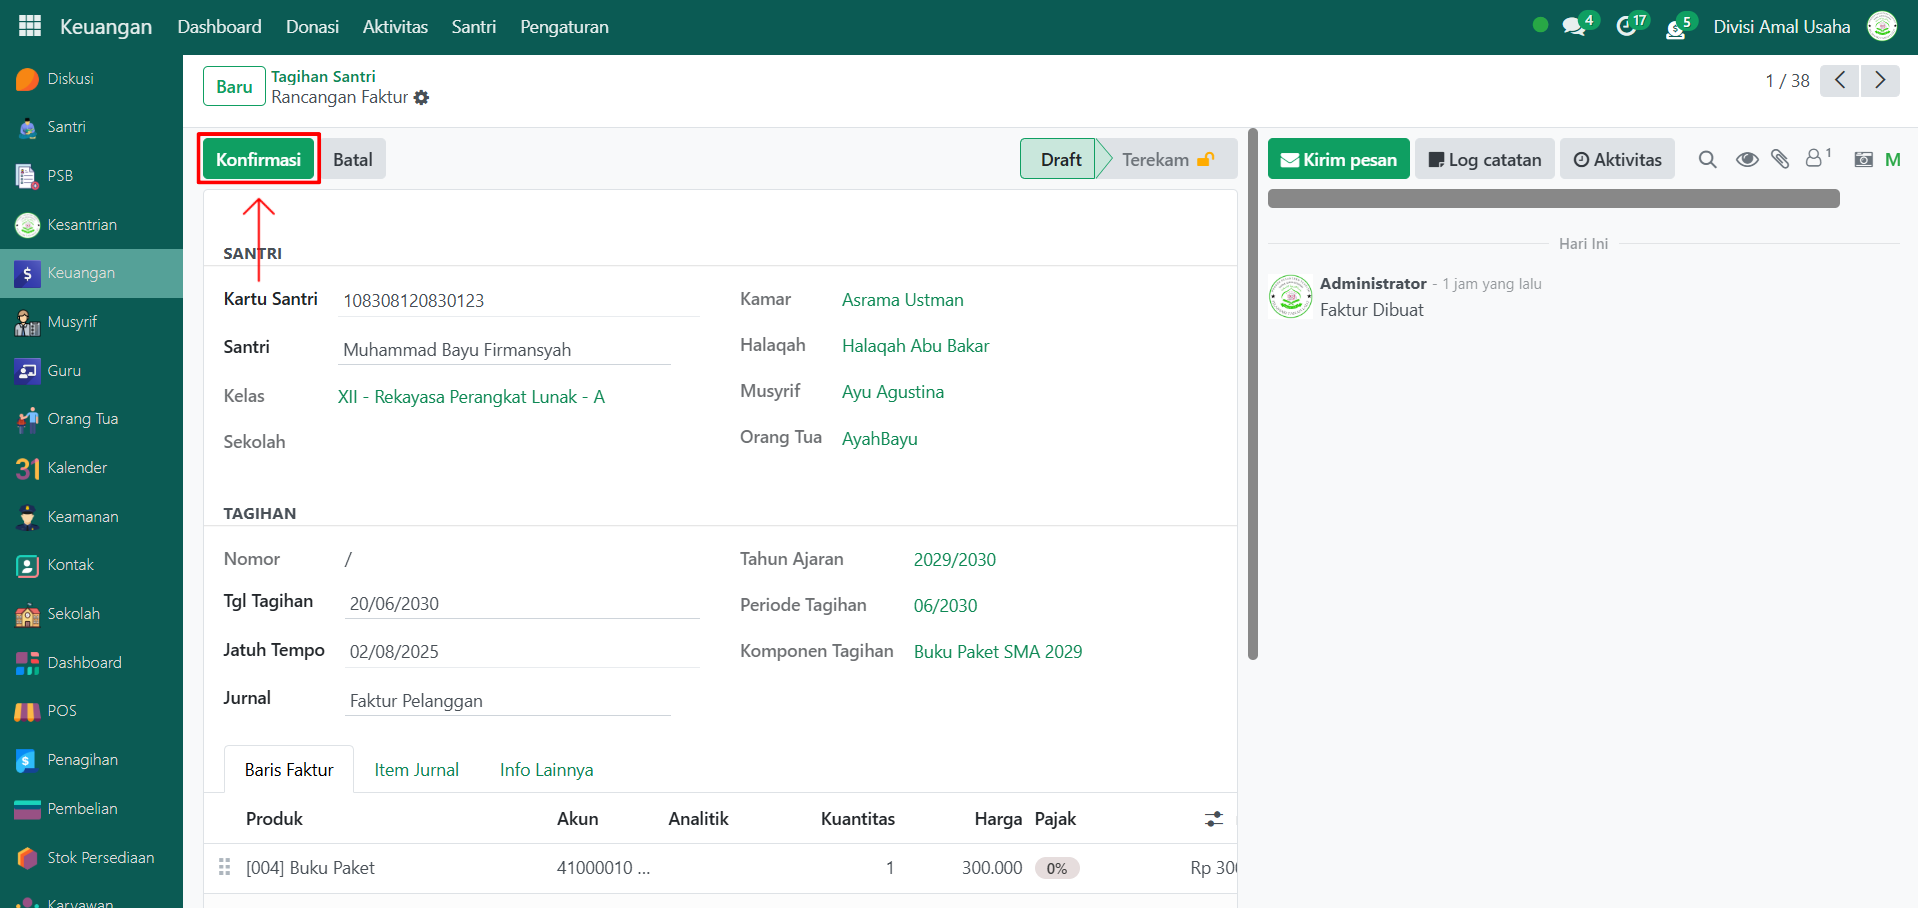 Keuangan Dashboard Donasi Aktivitas Santri Pengaturan 4 17 5 Divisi Amal Usaha
Diskusi
Santri
PSB
Kesantrian
Keuangan
Musyrif
Guru
Orang Tua
31 Kalender
Keamanan
Kontak
Sekolah
Dashboard
POS
Penagihan
Pembelian
Stok Persediaan
Karyawan
Baru
Tagihan Santri
Rancangan Faktur
1 / 38
Konfirmasi Batal Draft Terekam
Kirim pesan Log catatan Aktivitas 1 M
Hari Ini
Administrator - 1 jam yang lalu
Faktur Dibuat
SANTRI
Kartu Santri 108308120830123
Santri Muhammad Bayu Firmansyah
Kelas XII - Rekayasa Perangkat Lunak - A
Sekolah
Kamar Asrama Ustman
Halaqah Halaqah Abu Bakar
Musyrif Ayu Agustina
Orang Tua AyahBayu
TAGIHAN
Nomor /
Tgl Tagihan 20/06/2030
Jatuh Tempo 02/08/2025
Jurnal Faktur Pelanggan
Tahun Ajaran 2029/2030
Periode Tagihan 06/2030
Komponen Tagihan Buku Paket SMA 2029
Baris Faktur Item Jurnal Info Lainnya
Produk Akun Analitik Kuantitas Harga Pajak
[004] Buku Paket 41000010 ... 1 300.000 0% Rp 300